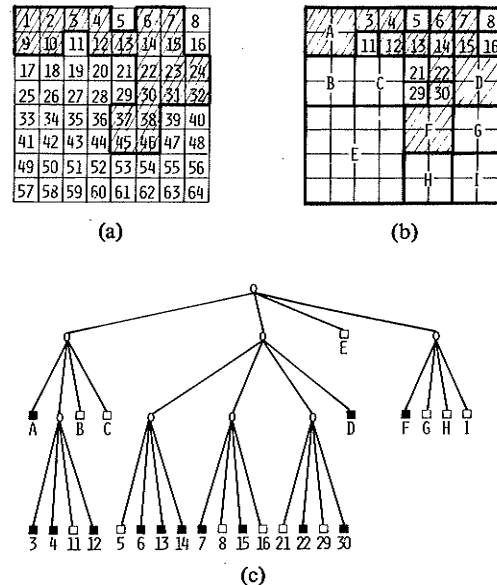 1 2 3 4 5 6 7 8
9 10 11 12 13 14 15 16
17 18 19 20 21 22 23 24
25 26 27 28 29 30 31 32
33 34 35 36 37 38 39 40
41 42 43 44 45 46 47 48
49 50 51 52 53 54 55 56
57 58 59 60 61 62 63 64
(a)
3 4 5 6 7 8
A
11 12 13 14 15 16
21 22
B C D
29 30
F G
E
H I
(b)
E
A B C D F G H I
3 4 11 12 5 6 13 14 7 8 15 16 21 22 29 30
(c)